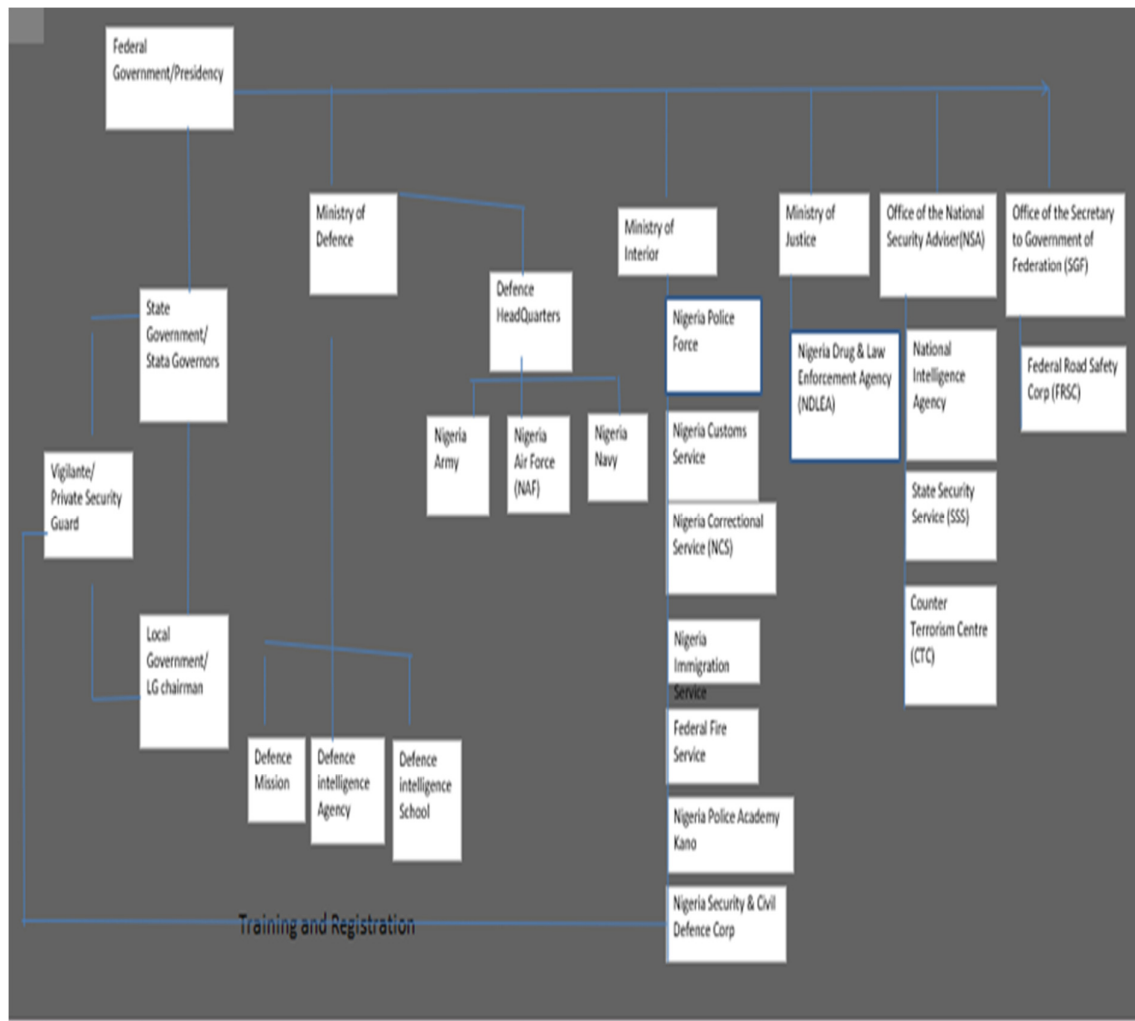 Federal
Government/Presidency
Ministry of
Defence
Ministry of
Interior
Ministry of
Justice
Office of the National
Security Adviser(NSA)
Office of the Secretary
to Government of
Federation (SGF)
Defence
HeadQuarters
State
Government/
Stata Governors
Nigeria Police
Force
Nigeria Drug & Law
Enforcement Agency
(NDLEA)
National
Intelligence
Agency
Federal Road Safety
Corp (FRSC)
Nigeria
Army
Nigeria
Air Force
(NAF)
Nigeria
Navy
Nigeria Customs
Service
Vigilante/
Private Security
Guard
State Security
Service (SSS)
Nigeria Correctional
Service (NCS)
Counter
Terrorism Centre
(CTC)
Local
Government/
LG chairman
Nigeria
Immigration
Service
Federal Fire
Service
Defence
Mission
Defence
intelligence
Agency
Defence
intelligence
School
Nigeria Police Academy
Kano
Nigeria Security & Civil
Defence Corp
Training and Registration